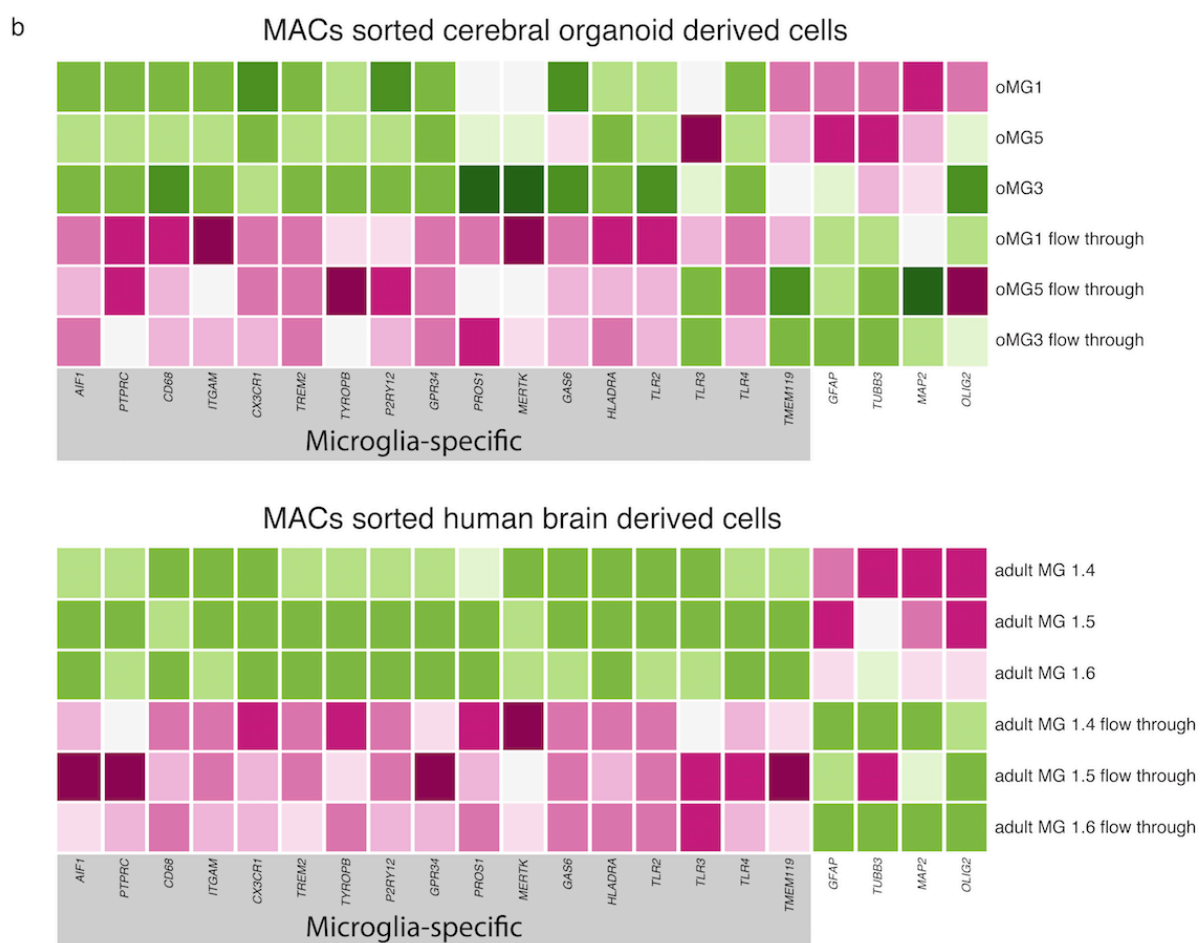 b
MACs sorted cerebral organoid derived cells
oMG1
oMG5
oMG3
oMG1 flow through
oMG5 flow through
oMG3 flow through
AIF1 PTPRC CD68 ITGAM CX3CR1 TREM2 TYROPB P2RY12 GPR34 PROS1 MERTK GAS6 HLADRA TLR2 TLR3 TLR4 TMEM119 GFAP TUBB3 MAP2 OLIG2
Microglia-specific
MACs sorted human brain derived cells
adult MG 1.4
adult MG 1.5
adult MG 1.6
adult MG 1.4 flow through
adult MG 1.5 flow through
adult MG 1.6 flow through
AIF1 PTPRC CD68 ITGAM CX3CR1 TREM2 TYROPB P2RY12 GPR34 PROS1 MERTK GAS6 HLADRA TLR2 TLR3 TLR4 TMEM119 GFAP TUBB3 MAP2 OLIG2
Microglia-specific